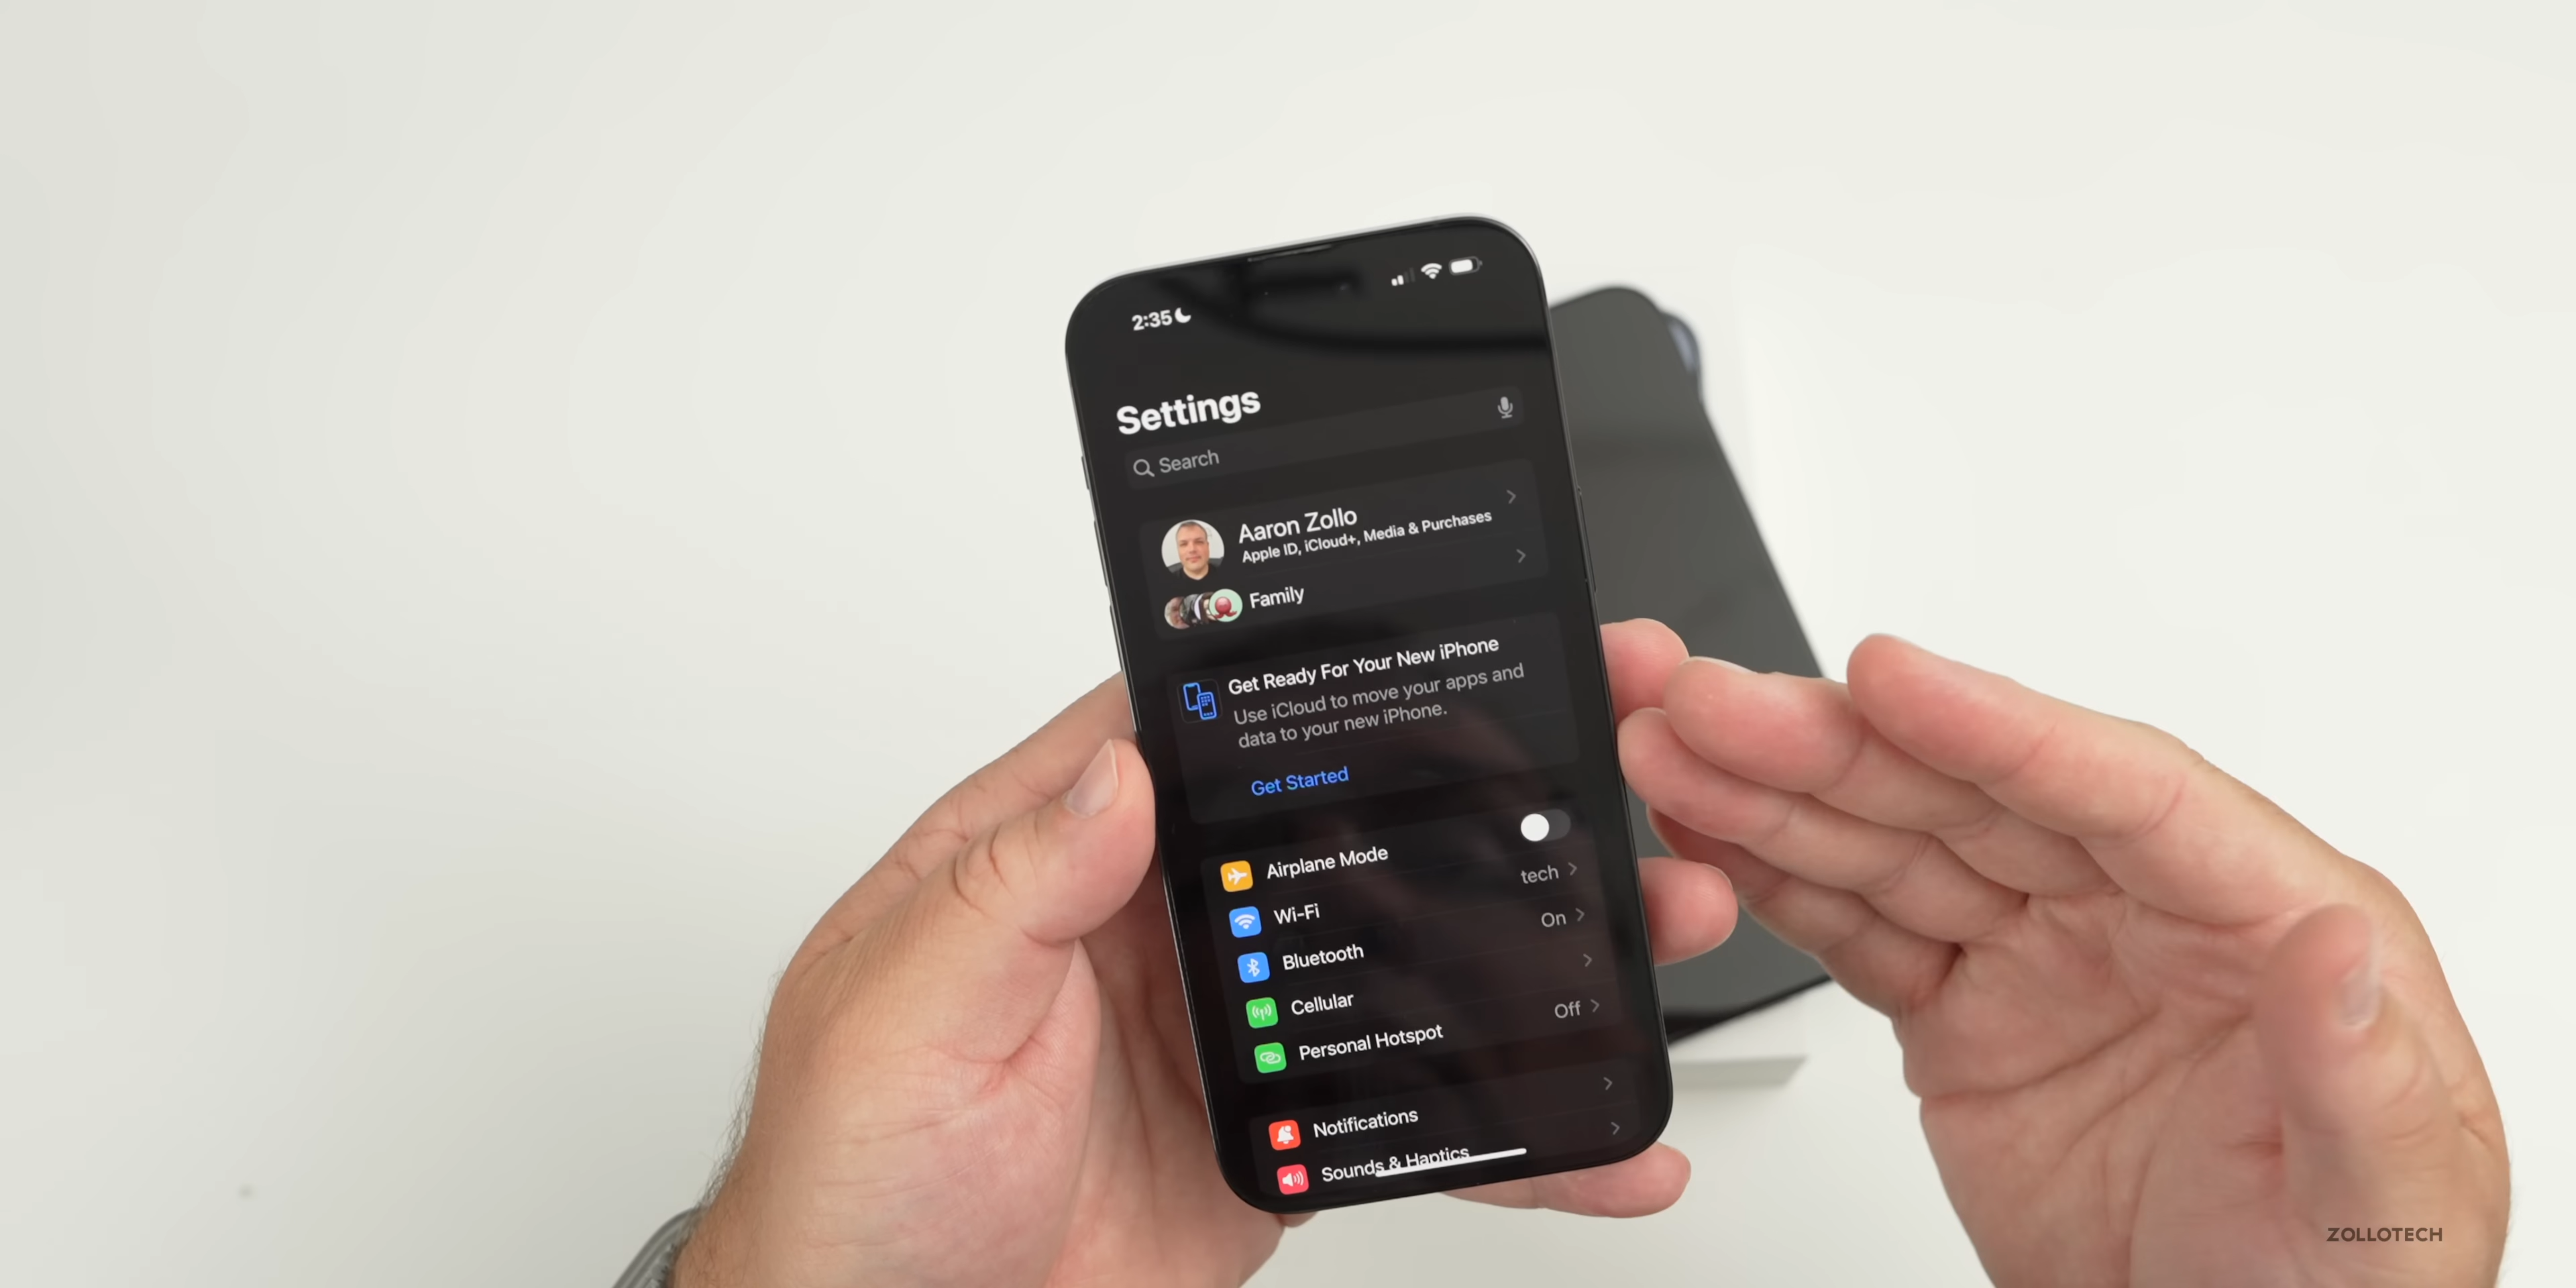 2:35
Settings
Search
Aaron Zollo
Apple ID, iCloud+, Media & Purchases
Family
Get Ready For Your New iPhone
Use iCloud to move your apps and
data to your new iPhone.
Get Started
Airplane Mode
Wi-Fi tech
Bluetooth On
Cellular
Personal Hotspot Off
Notifications
Sounds & Haptics
ZOLLOTECH